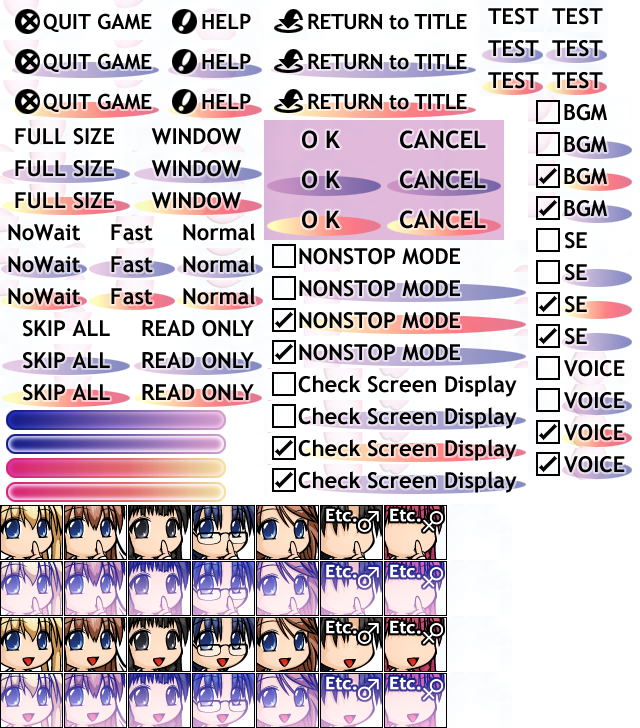 QUIT GAME HELP RETURN to TITLE TEST TEST
QUIT GAME HELP RETURN to TITLE TEST TEST
QUIT GAME HELP RETURN to TITLE TEST TEST
FULL SIZE WINDOW
FULL SIZE WINDOW
FULL SIZE WINDOW
O K CANCEL
O K CANCEL
O K CANCEL
BGM
BGM
BGM
BGM
NoWait Fast Normal
NoWait Fast Normal
NoWait Fast Normal
SKIP ALL READ ONLY
SKIP ALL READ ONLY
SKIP ALL READ ONLY
NONSTOP MODE
NONSTOP MODE
NONSTOP MODE
NONSTOP MODE
Check Screen Display
Check Screen Display
Check Screen Display
Check Screen Display
SE
SE
SE
SE
VOICE
VOICE
VOICE
VOICE
Etc.♂ Etc.♀
Etc.♂ Etc.♀
Etc.♂ Etc.♀
Etc.♂ Etc.♀